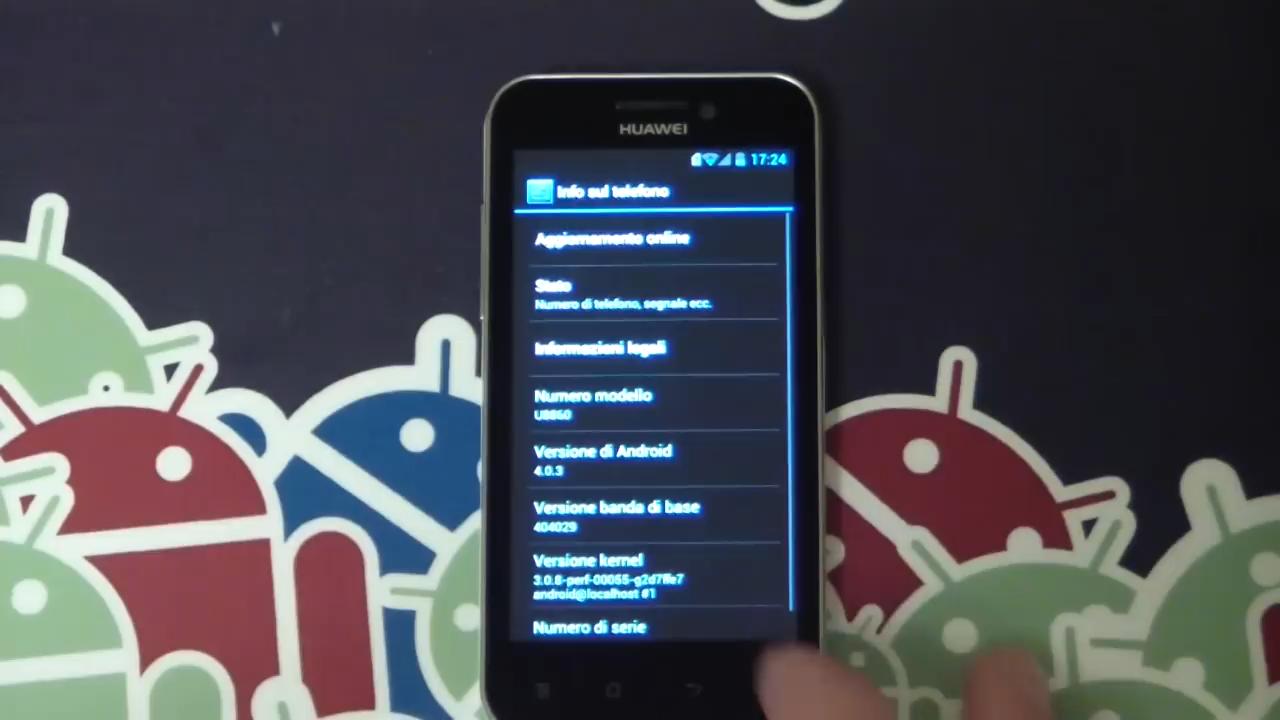 HUAWEI
17:24
Info sul telefono
Aggiornamento online
Stato
Numero di telefono, segnale ecc.
Informazioni legali
Numero modello
U8860
Versione di Android
4.0.3
Versione banda di base
404029
Versione kernel
3.0.8-perf-00055-g2d7ffe7
android@localhost #1
Numero di serie